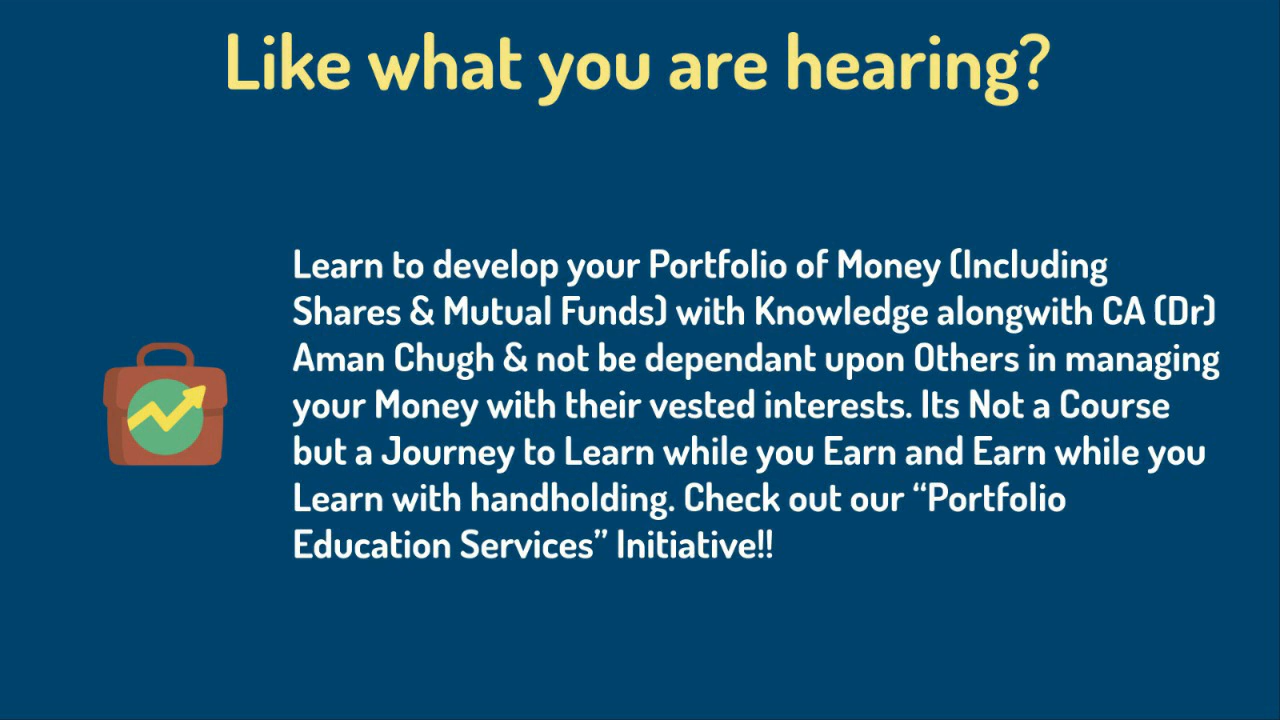 Like what you are hearing?
Learn to develop your Portfolio of Money (Including
Shares & Mutual Funds) with Knowledge alongwith CA (Dr)
Aman Chugh & not be dependant upon Others in managing
your Money with their vested interests. Its Not a Course
but a Journey to Learn while you Earn and Earn while you
Learn with handholding. Check out our “Portfolio
Education Services” Initiative!!